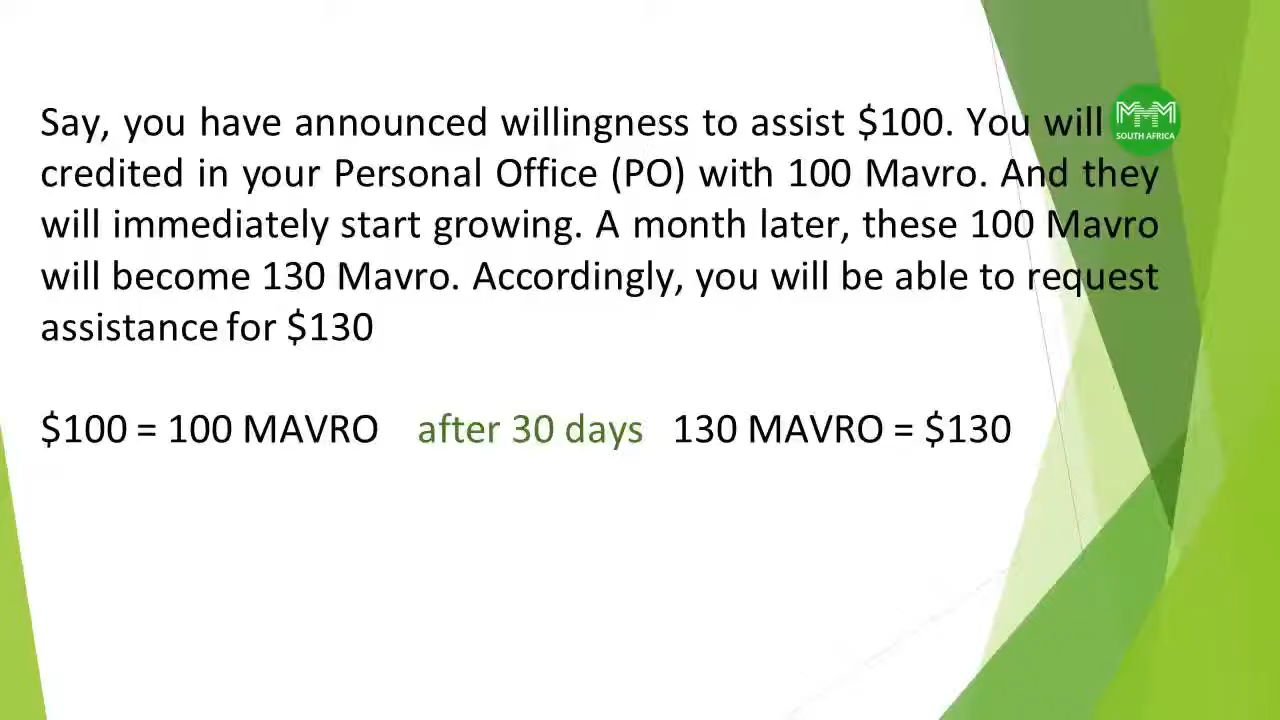 Say, you have announced willingness to assist $100. You will
MMM
SOUTH AFRICA
credited in your Personal Office (PO) with 100 Mavro. And they
will immediately start growing. A month later, these 100 Mavro
will become 130 Mavro. Accordingly, you will be able to request
assistance for $130
$100 = 100 MAVRO after 30 days 130 MAVRO = $130